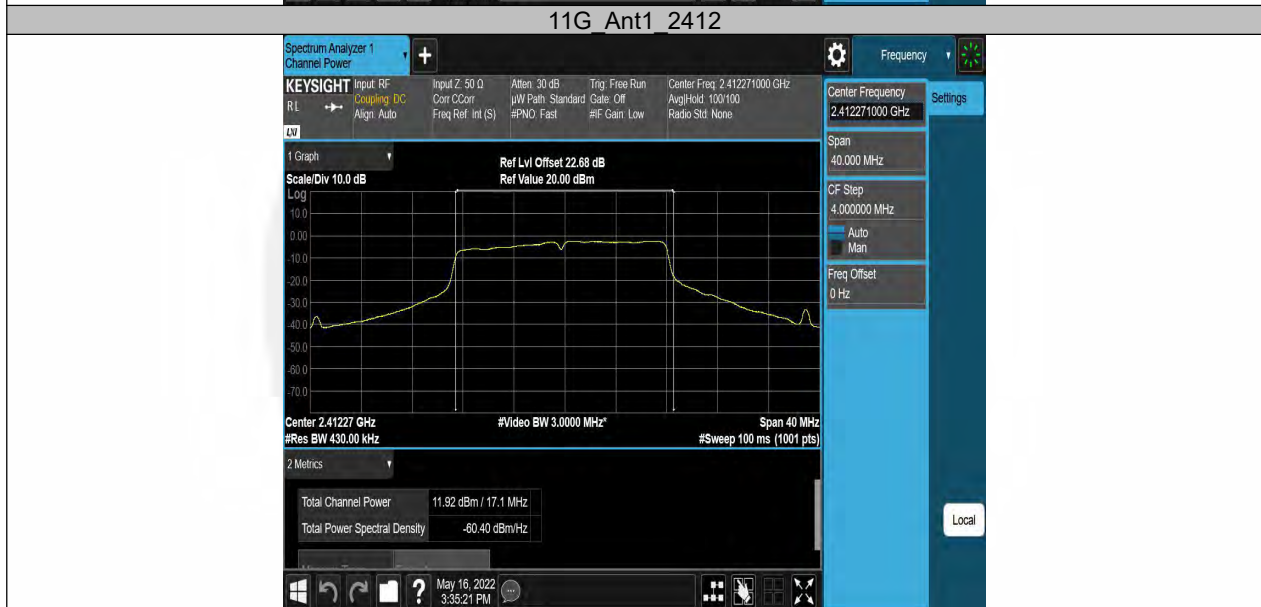 11G_Ant1_2412
Spectrum Analyzer 1
Channel Power
+
Frequency
KEYSIGHT
RL
LXI
Input: RF
Coupling: DC
Align: Auto
Input Z: 50 Ω
Corr CCorr
Freq Ref: Int (S)
Atten: 30 dB
µW Path: Standard
#PNO: Fast
Trig: Free Run
Gate: Off
#IF Gain: Low
Center Freq: 2.412271000 GHz
Avg|Hold: 100/100
Radio Std: None
Center Frequency
2.412271000 GHz
Settings
Span
40.000 MHz
CF Step
4.000000 MHz
Auto
Man
Freq Offset
0 Hz
1 Graph
Scale/Div 10.0 dB
Ref Lvl Offset 22.68 dB
Ref Value 20.00 dBm
Log
10.0
0.00
-10.0
-20.0
-30.0
-40.0
-50.0
-60.0
-70.0
Center 2.41227 GHz
#Video BW 3.0000 MHz*
Span 40 MHz
#Res BW 430.00 kHz
#Sweep 100 ms (1001 pts)
2 Metrics
Total Channel Power 11.92 dBm / 17.1 MHz
Total Power Spectral Density -60.40 dBm/Hz
Local
?
May 16, 2022
3:35:21 PM